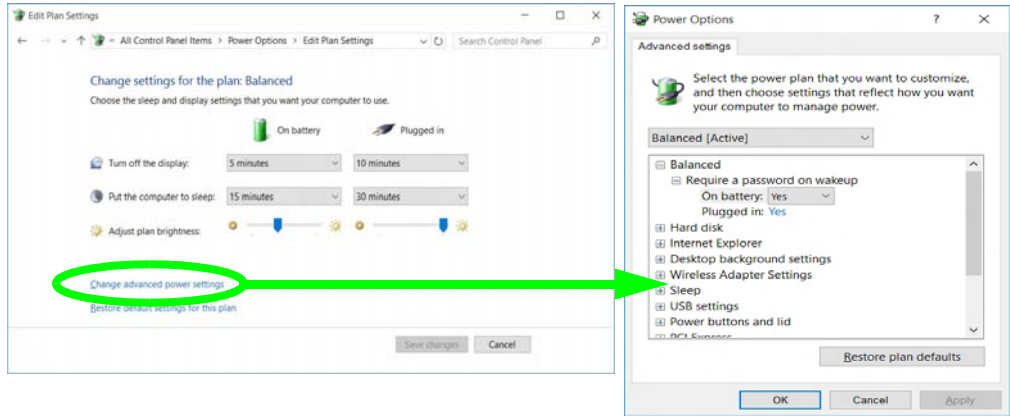 Edit Plan Settings
All Control Panel Items > Power Options > Edit Plan Settings
Search Control Panel
Change settings for the plan: Balanced
Choose the sleep and display settings that you want your computer to use.
On battery
Plugged in
Turn off the display:
5 minutes
10 minutes
Put the computer to sleep:
15 minutes
30 minutes
Adjust plan brightness:
Change advanced power settings
Restore default settings for this plan
Save changes
Cancel
Power Options
?
Advanced settings
Select the power plan that you want to customize,
and then choose settings that reflect how you want
your computer to manage power.
Balanced [Active]
Balanced
Require a password on wakeup
On battery: Yes
Plugged in: Yes
Hard disk
Internet Explorer
Desktop background settings
Wireless Adapter Settings
Sleep
USB settings
Power buttons and lid
PCI Express
Restore plan defaults
OK
Cancel
Apply